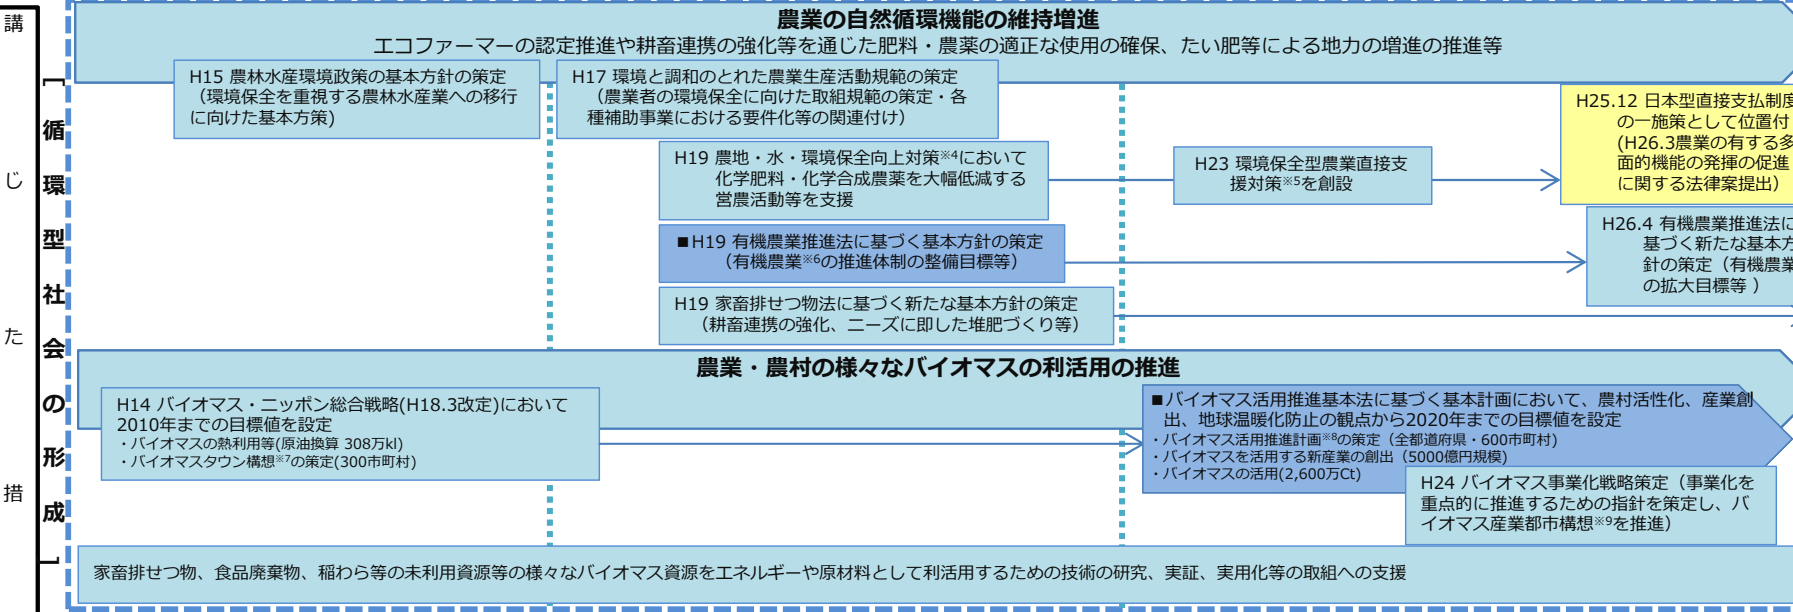 講
じ
た
措
［循環型社会の形成］
農業の自然循環機能の維持増進
エコファーマーの認定推進や耕畜連携の強化等を通じた肥料・農薬の適正な使用の確保、たい肥等による地力の増進の推進等
H15 農林水産環境政策の基本方針の策定
（環境保全を重視する農林水産業への移行
に向けた基本方策)
H17 環境と調和のとれた農業生産活動規範の策定
（農業者の環境保全に向けた取組規範の策定・各
種補助事業における要件化等の関連付け）
H19 農地・水・環境保全向上対策※4において
化学肥料・化学合成農薬を大幅低減する
営農活動等を支援
H23 環境保全型農業直接支
援対策※5を創設
H25.12 日本型直接支払制度
の一施策として位置付
(H26.3農業の有する多
面的機能の発揮の促進
に関する法律案提出）
■H19 有機農業推進法に基づく基本方針の策定
（有機農業※6の推進体制の整備目標等）
H26.4 有機農業推進法に
基づく新たな基本方
針の策定（有機農業
の拡大目標等 ）
H19 家畜排せつ物法に基づく新たな基本方針の策定
（耕畜連携の強化、ニーズに即した堆肥づくり等）
農業・農村の様々なバイオマスの利活用の推進
H14 バイオマス・ニッポン総合戦略(H18.3改定)において
2010年までの目標値を設定
・バイオマスの熱利用等(原油換算 308万kl)
・バイオマスタウン構想※7の策定(300市町村)
■バイオマス活用推進基本法に基づく基本計画において、農村活性化、産業創
出、地球温暖化防止の観点から2020年までの目標値を設定
・バイオマス活用推進計画※8の策定（全都道府県・600市町村）
・バイオマスを活用する新産業の創出（5000億円規模）
・バイオマスの活用(2,600万Ct)
H24 バイオマス事業化戦略策定（事業化を
重点的に推進するための指針を策定し、バ
イオマス産業都市構想※9を推進）
家畜排せつ物、食品廃棄物、稲わら等の未利用資源等の様々なバイオマス資源をエネルギーや原材料として利活用するための技術の研究、実証、実用化等の取組への支援